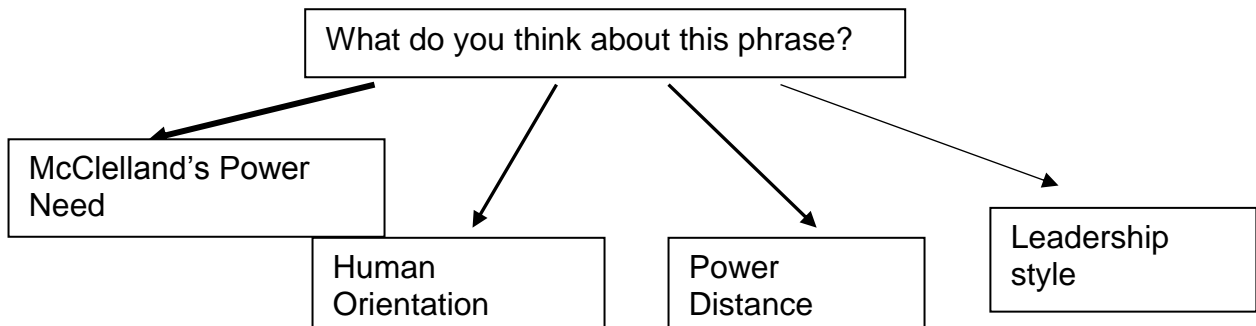 What do you think about this phrase?
McClelland’s Power
Need
Human
Orientation
Power
Distance
Leadership
style